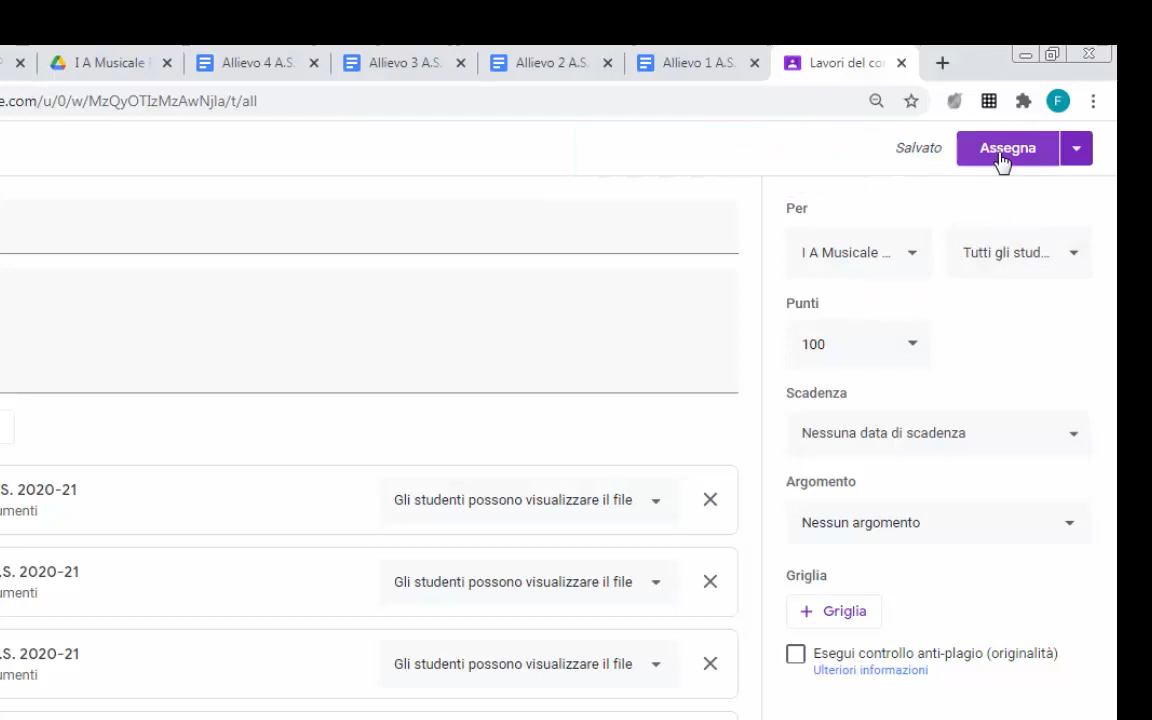 I A Musicale
Allievo 4 A.S.
Allievo 3 A.S.
Allievo 2 A.S.
Allievo 1 A.S.
Lavori del cor
e.com/u/0/w/MzQyOTIzMzAwNjla/t/all
F
Salvato
Assegna
Per
I A Musicale ...
Tutti gli stud...
Punti
100
Scadenza
Nessuna data di scadenza
S. 2020-21
umenti
Gli studenti possono visualizzare il file
Argomento
Nessun argomento
.S. 2020-21
umenti
Gli studenti possono visualizzare il file
Griglia
+ Griglia
.S. 2020-21
umenti
Gli studenti possono visualizzare il file
Esegui controllo anti-plagio (originalità)
Ulteriori informazioni